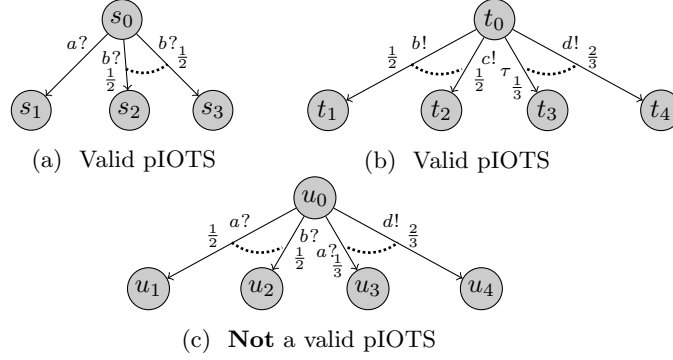 s0
a? b? 1/2 b? 1/2
s1 s2 s3
(a) Valid pIOTS
t0
1/2 b! 1/2 c! τ 1/3 d! 2/3
t1 t2 t3 t4
(b) Valid pIOTS
u0
1/2 a? b? 1/2 a? 1/3 d! 2/3
u1 u2 u3 u4
(c) Not a valid pIOTS